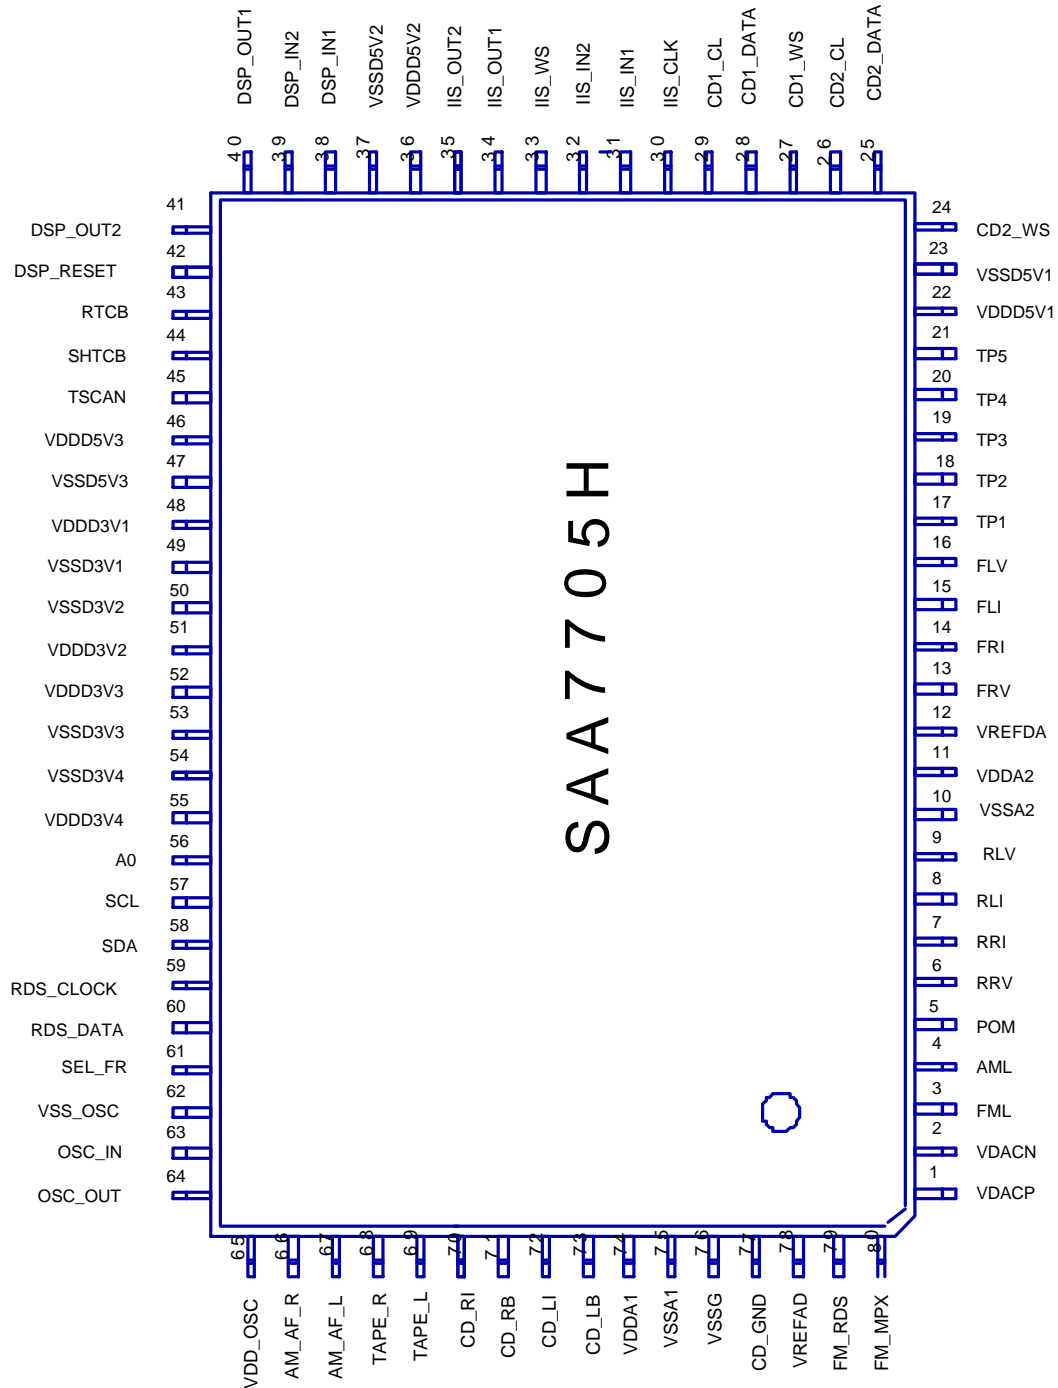 DSP_OUT1
DSP_IN2
DSP_IN1
VSSD5V2
VDDD5V2
IIS_OUT2
IIS_OUT1
IIS_WS
IIS_IN2
IIS_IN1
IIS_CLK
CD1_CL
CD1_DATA
CD1_WS
CD2_CL
CD2_DATA
40
39
38
37
36
35
34
33
32
31
30
29
28
27
26
25
41
DSP_OUT2
42
DSP_RESET
43
RTCB
44
SHTCB
45
TSCAN
46
VDDD5V3
47
VSSD5V3
48
VDDD3V1
49
VSSD3V1
50
VSSD3V2
51
VDDD3V2
52
VDDD3V3
53
VSSD3V3
54
VSSD3V4
55
VDDD3V4
56
A0
57
SCL
58
SDA
59
RDS_CLOCK
60
RDS_DATA
61
SEL_FR
62
VSS_OSC
63
OSC_IN
64
OSC_OUT
SAA7705H
24
CD2_WS
23
VSSD5V1
22
VDDD5V1
21
TP5
20
TP4
19
TP3
18
TP2
17
TP1
16
FLV
15
FLI
14
FRI
13
FRV
12
VREFDA
11
VDDA2
10
VSSA2
9
RLV
8
RLI
7
RRI
6
RRV
5
POM
4
AML
3
FML
2
VDACN
1
VDACP
65
66
67
68
69
70
71
72
73
74
75
76
77
78
79
80
VDD_OSC
AM_AF_R
AM_AF_L
TAPE_R
TAPE_L
CD_RI
CD_RB
CD_LI
CD_LB
VDDA1
VSSA1
VSSG
CD_GND
VREFAD
FM_RDS
FM_MPX